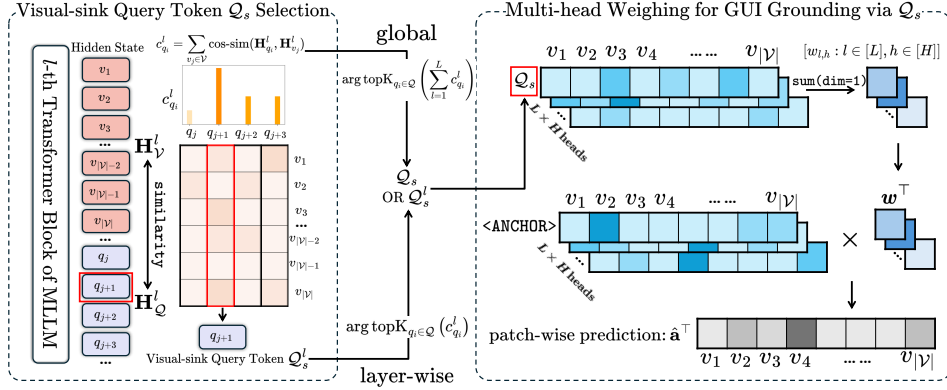 Visual-sink Query Token 𝒬_s Selection
l-th Transformer Block of MLLM
Hidden State
v_1
v_2
v_3
...
v_{|𝒱|-2}
v_{|𝒱|-1}
v_{|𝒱|}
...
q_j
q_{j+1}
q_{j+2}
q_{j+3}
...
H^l_𝒱
similarity
H^l_𝒬
c^l_{q_i} = ∑_{v_j∈𝒱} cos-sim(H^l_{q_i}, H^l_{v_j})
c^l_{q_i}
q_j q_{j+1} q_{j+2} q_{j+3}
v_1
v_2
v_3
...
v_{|𝒱|-2}
v_{|𝒱|-1}
v_{|𝒱|}
q_{j+1}
Visual-sink Query Token 𝒬^l_s
global
arg topK_{q_i∈𝒬} (∑_{l=1}^{L} c^l_{q_i})
𝒬_s
OR 𝒬^l_s
arg topK_{q_i∈𝒬} (c^l_{q_i})
layer-wise
Multi-head Weighing for GUI Grounding via 𝒬_s
v_1 v_2 v_3 v_4 ... ... v_{|𝒱|}
𝒬_s
...
L × H heads
[w_{l,h} : l ∈ [L], h ∈ [H]]
sum(dim=1)
...
v_1 v_2 v_3 v_4 ... ... v_{|𝒱|}
<ANCHOR>
...
L × H heads
×
w^⊤
...
patch-wise prediction: â^⊤
v_1 v_2 v_3 v_4 ... ... v_{|𝒱|}